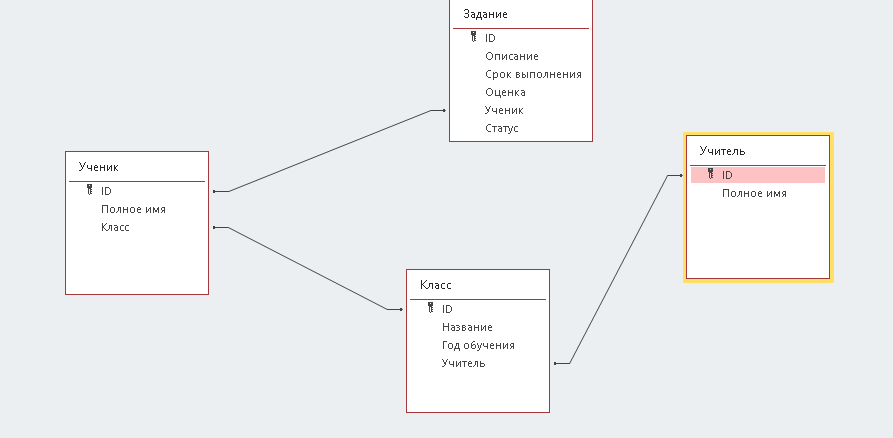 Задание
ID
Описание
Срок выполнения
Оценка
Ученик
Статус
Ученик
ID
Полное имя
Класс
Класс
ID
Название
Год обучения
Учитель
Учитель
ID
Полное имя